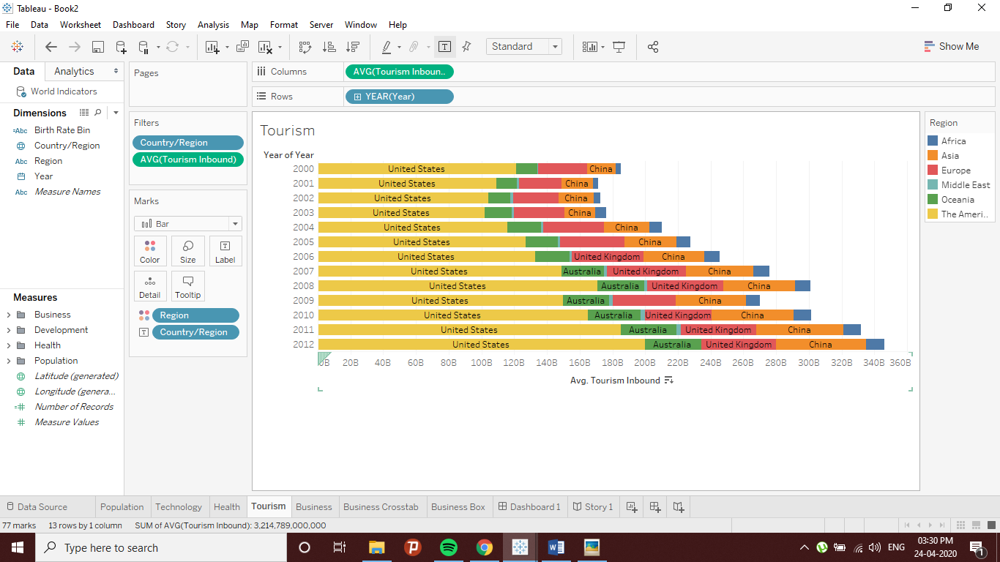 Tableau - Book2
File Data Worksheet Dashboard Story Analysis Map Format Server Window Help
Standard
Show Me
Data Analytics
World Indicators
Dimensions
=Abc Birth Rate Bin
Country/Region
Abc Region
Year
Abc Measure Names
Measures
Business
Development
Health
Population
Latitude (generated)
Longitude (genera...
=# Number of Records
# Measure Values
Pages
Filters
Country/Region
AVG(Tourism Inbound)
Marks
Bar
Color Size T Label
Detail Tooltip
Region
T Country/Region
Columns AVG(Tourism Inboun..
Rows YEAR(Year)
Tourism
Year of Year
2000 United States China
2001 United States China
2002 United States China
2003 United States China
2004 United States China
2005 United States China
2006 United States United Kingdom China
2007 United States Australia United Kingdom China
2008 United States Australia United Kingdom China
2009 United States Australia China
2010 United States Australia United Kingdom China
2011 United States Australia United Kingdom China
2012 United States Australia United Kingdom China
0B 20B 40B 60B 80B 100B 120B 140B 160B 180B 200B 220B 240B 260B 280B 300B 320B 340B 360B
Avg. Tourism Inbound
Region
Africa
Asia
Europe
Middle East
Oceania
The Ameri..
Data Source Population Technology Health Tourism Business Business Crosstab Business Box Dashboard 1 Story 1
77 marks 13 rows by 1 column SUM of AVG(Tourism Inbound): 3,214,789,000,000
Type here to search
ENG
03:30 PM
24-04-2020
1